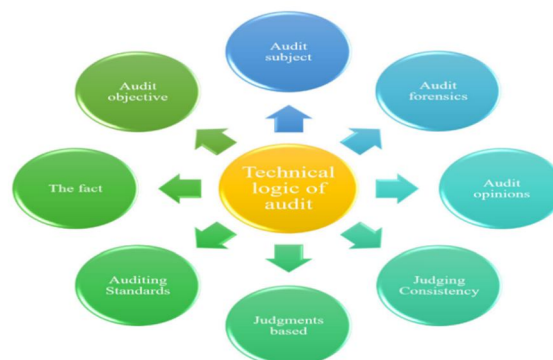 Audit
subject
Audit
forensics
Audit
opinions
Judging
Consistency
Judgments
based
Auditing
Standards
The fact
Audit
objective
Technical
logic of
audit